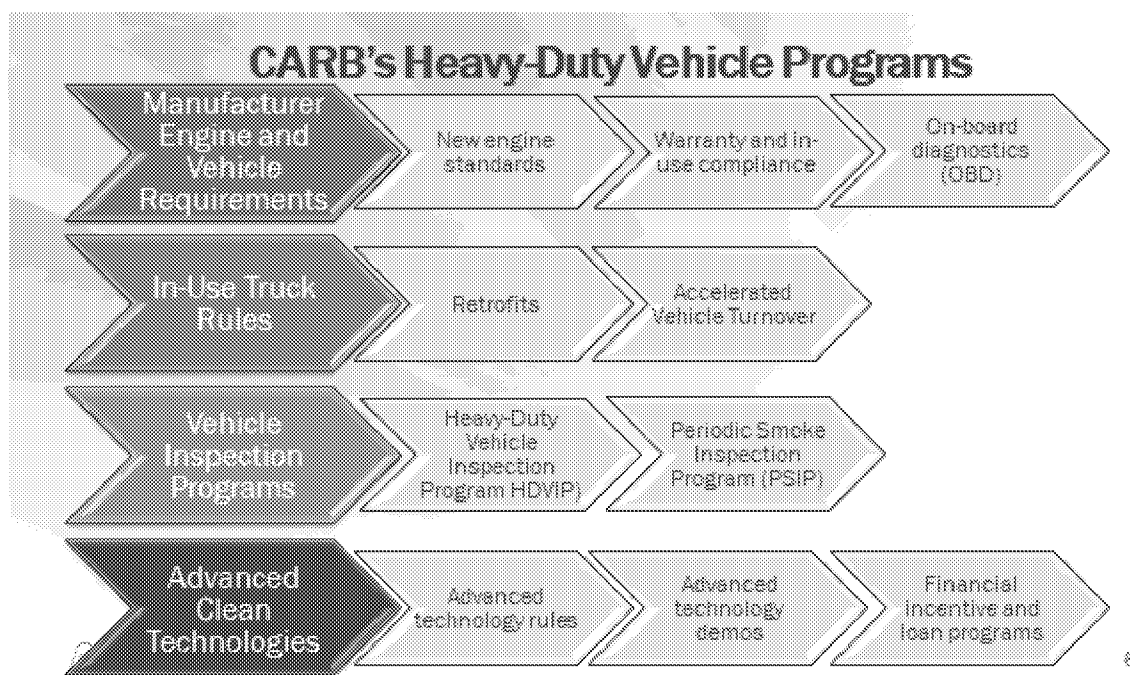 CARB's Heavy-Duty Vehicle Programs
Manufacturer
Engine and
Vehicle
Requirements
New engine
standards
Warranty and in-
use compliance
On-board
diagnostics
(OBD)
In-Use Truck
Rules
Retrofits
Accelerated
Vehicle Turnover
Vehicle
Inspection
Programs
Heavy-Duty
Vehicle
Inspection
Program HDVIP)
Periodic Smoke
Inspection
Program (PSIP)
Advanced
Clean
Technologies
Advanced
technology rules
Advanced
technology
demos
Financial
incentive and
loan programs